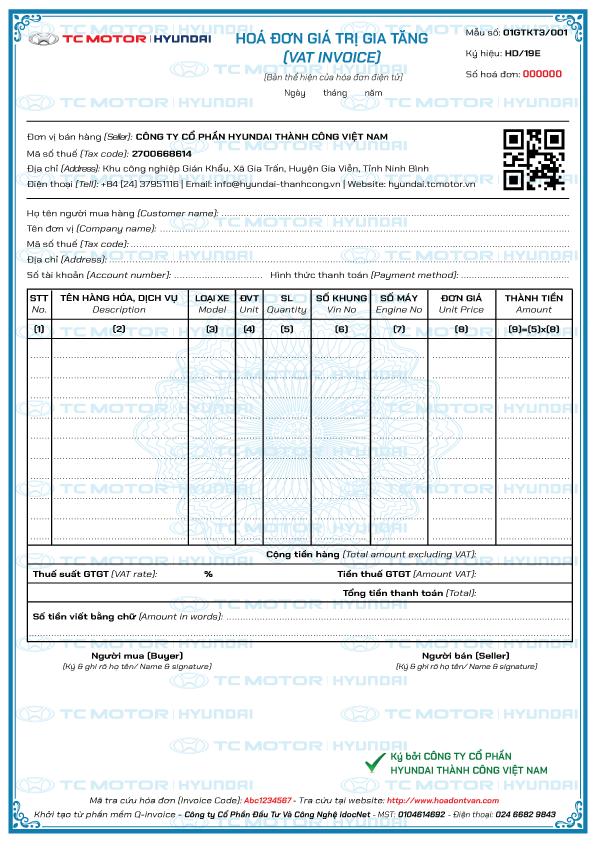 TC MOTOR | HYUNDAI
HOÁ ĐƠN GIÁ TRỊ GIA TĂNG
(VAT INVOICE)
(Bản thể hiện của hóa đơn điện tử)
Ngày tháng năm
Mẫu số: 01GTKT3/001
Ký hiệu: HD/19E
Số hoá đơn: 000000
Đơn vị bán hàng (Seller): CÔNG TY CỔ PHẦN HYUNDAI THÀNH CÔNG VIỆT NAM
Mã số thuế (Tax code): 2700668614
Địa chỉ (Address): Khu công nghiệp Gián Khẩu, Xã Gia Trấn, Huyện Gia Viễn, Tỉnh Ninh Bình
Điện thoại (Tell): +84 (24) 37951116 | Email: info@hyundai-thanhcong.vn | Website: hyundai.tcmotor.vn
Họ tên người mua hàng (Customer name):
Tên đơn vị (Company name):
Mã số thuế (Tax code):
Địa chỉ (Address):
Số tài khoản (Account number): Hình thức thanh toán (Payment method):
STT TÊN HÀNG HÓA, DỊCH VỤ LOẠI XE ĐVT SL SỐ KHUNG SỐ MÁY ĐƠN GIÁ THÀNH TIỀN
No. Description Model Unit Quantity Vin No Engine No Unit Price Amount
(1) (2) (3) (4) (5) (6) (7) (8) (9)=(5)x(8)
Cộng tiền hàng (Total amount excluding VAT):
Thuế suất GTGT (VAT rate): % Tiền thuế GTGT (Amount VAT):
Tổng tiền thanh toán (Total):
Số tiền viết bằng chữ (Amount in words):
Người mua (Buyer) Người bán (Seller)
(Ký & ghi rõ họ tên/ Name & signature) (Ký & ghi rõ họ tên/ Name & signature)
Ký bởi CÔNG TY CỔ PHẦN
HYUNDAI THÀNH CÔNG VIỆT NAM
Mã tra cứu hóa đơn (Invoice Code): Abc1234567 - Tra cứu tại website: http://www.hoadontvan.com
Khởi tạo từ phần mềm Q-invoice - Công ty Cổ Phần Đầu Tư Và Công Nghệ idocNet - MST: 0104614692 - Điện thoại: 024 6682 9843